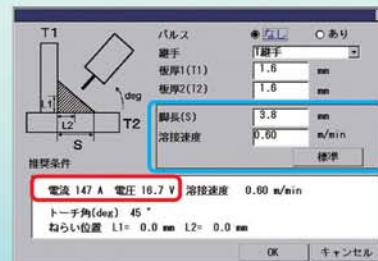 T1
deg
L1
L2
T2
S
パルス なし あり
継手 T継手
板厚1(T1) 1.6 mm
板厚2(T2) 1.6 mm
脚長(S) 3.8 mm
溶接速度 0.60 m/min
標準
推奨条件
電流 147 A 電圧 16.7 V 溶接速度 0.60 m/min
トーチ角(deg) 45 °
ねらい位置 L1= 0.0 mm L2= 0.0 mm
OK キャンセル